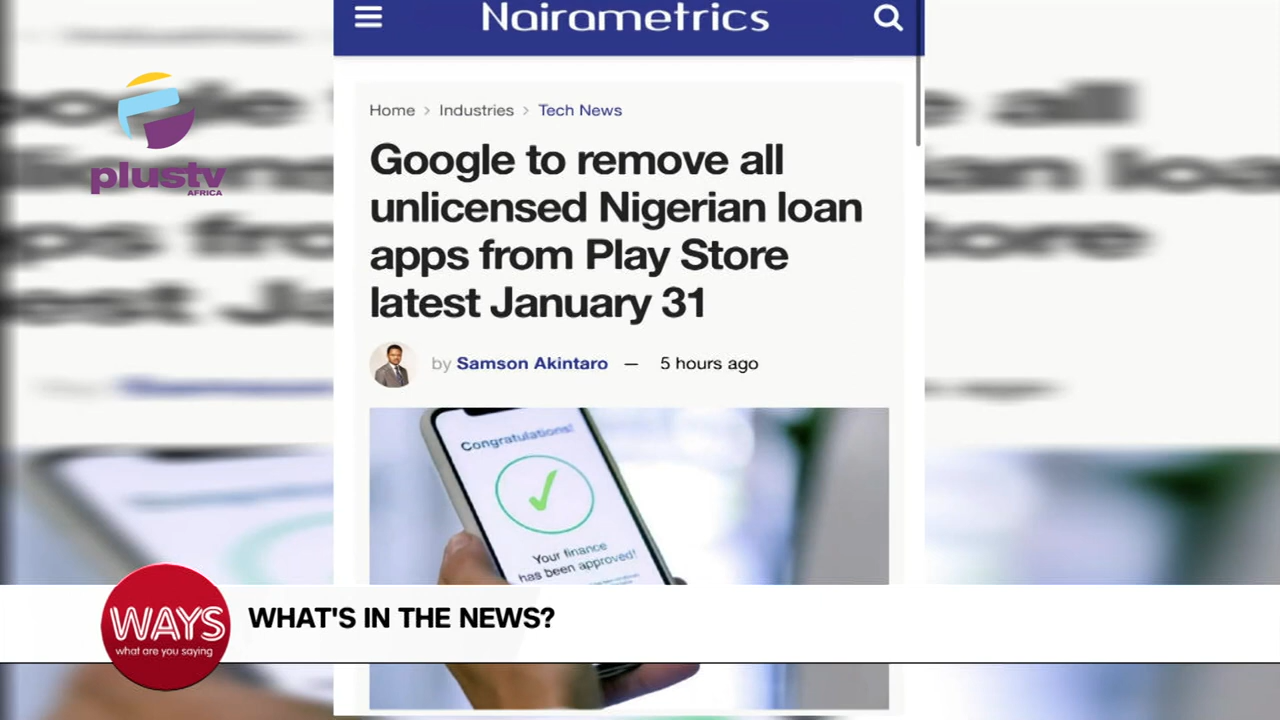 Nairametrics
plustv
AFRICA
Home > Industries > Tech News
Google to remove all
unlicensed Nigerian loan
apps from Play Store
latest January 31
by Samson Akintaro — 5 hours ago
Congratulations!
Your finance
has been approved!
WAYS
what are you saying
WHAT'S IN THE NEWS?